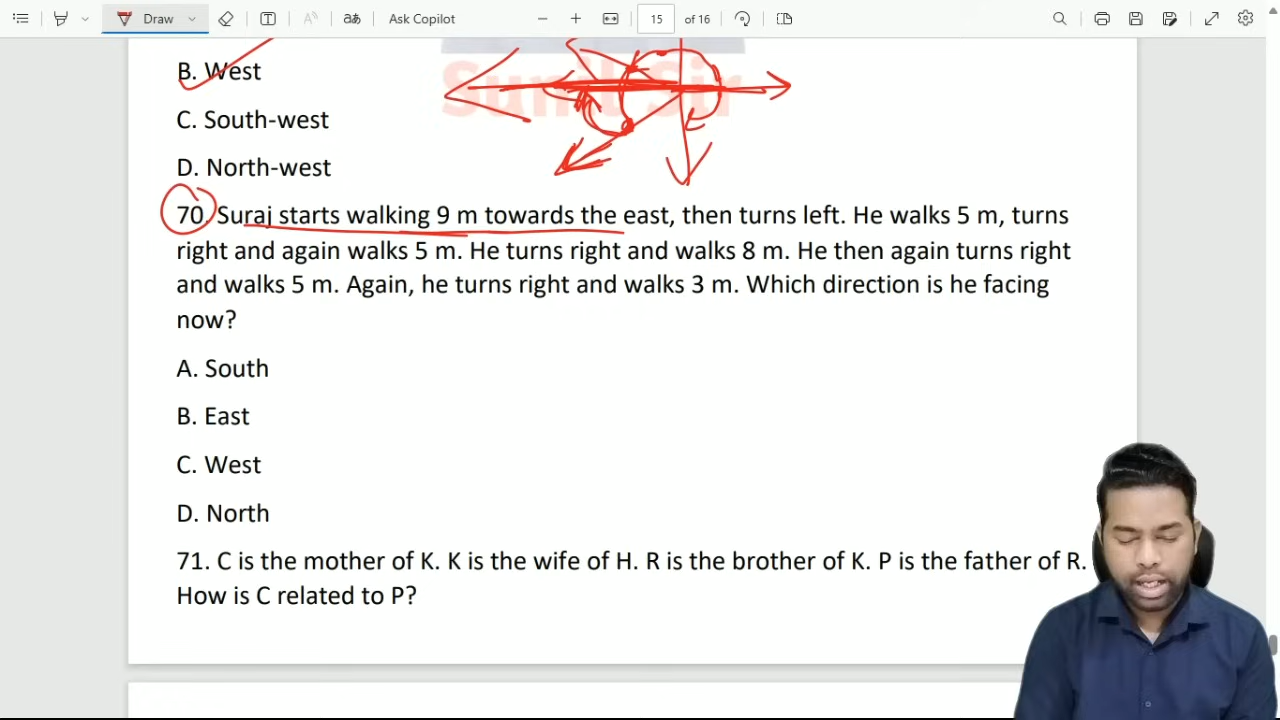 Draw
Ask Copilot
15 of 16
B. West
Sunil Sir
C. South-west
D. North-west
70. Suraj starts walking 9 m towards the east, then turns left. He walks 5 m, turns
right and again walks 5 m. He turns right and walks 8 m. He then again turns right
and walks 5 m. Again, he turns right and walks 3 m. Which direction is he facing
now?
A. South
B. East
C. West
D. North
71. C is the mother of K. K is the wife of H. R is the brother of K. P is the father of R.
How is C related to P?